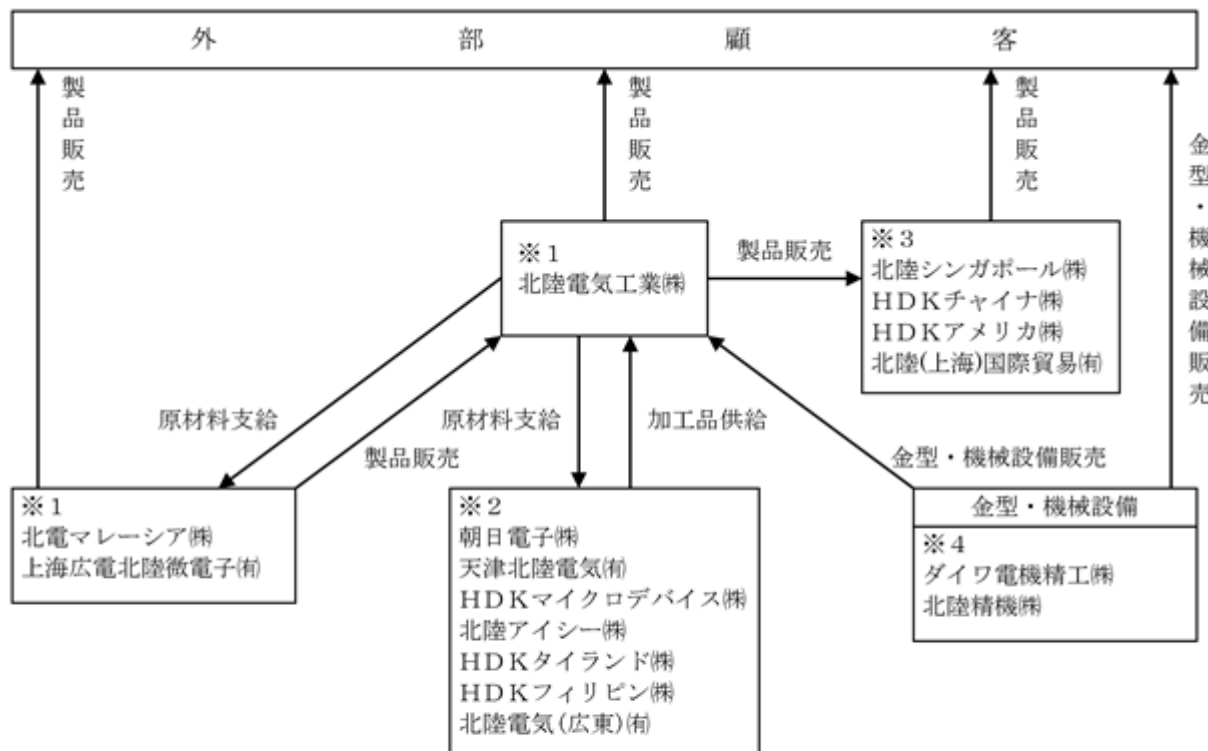 外部顧客
製品販売
製品販売
製品販売
金型・機械設備販売
※１
北陸電気工業㈱
製品販売
※３
北陸シンガポール㈱
ＨＤＫチャイナ㈱
ＨＤＫアメリカ㈱
北陸(上海)国際貿易㈲
原材料支給
製品販売
原材料支給
加工品供給
金型・機械設備販売
※１
北電マレーシア㈱
上海広電北陸微電子㈲
※２
朝日電子㈱
天津北陸電気㈲
ＨＤＫマイクロデバイス㈱
北陸アイシー㈱
ＨＤＫタイランド㈱
ＨＤＫフィリピン㈱
北陸電気(広東)㈲
金型・機械設備
※４
ダイワ電機精工㈱
北陸精機㈱